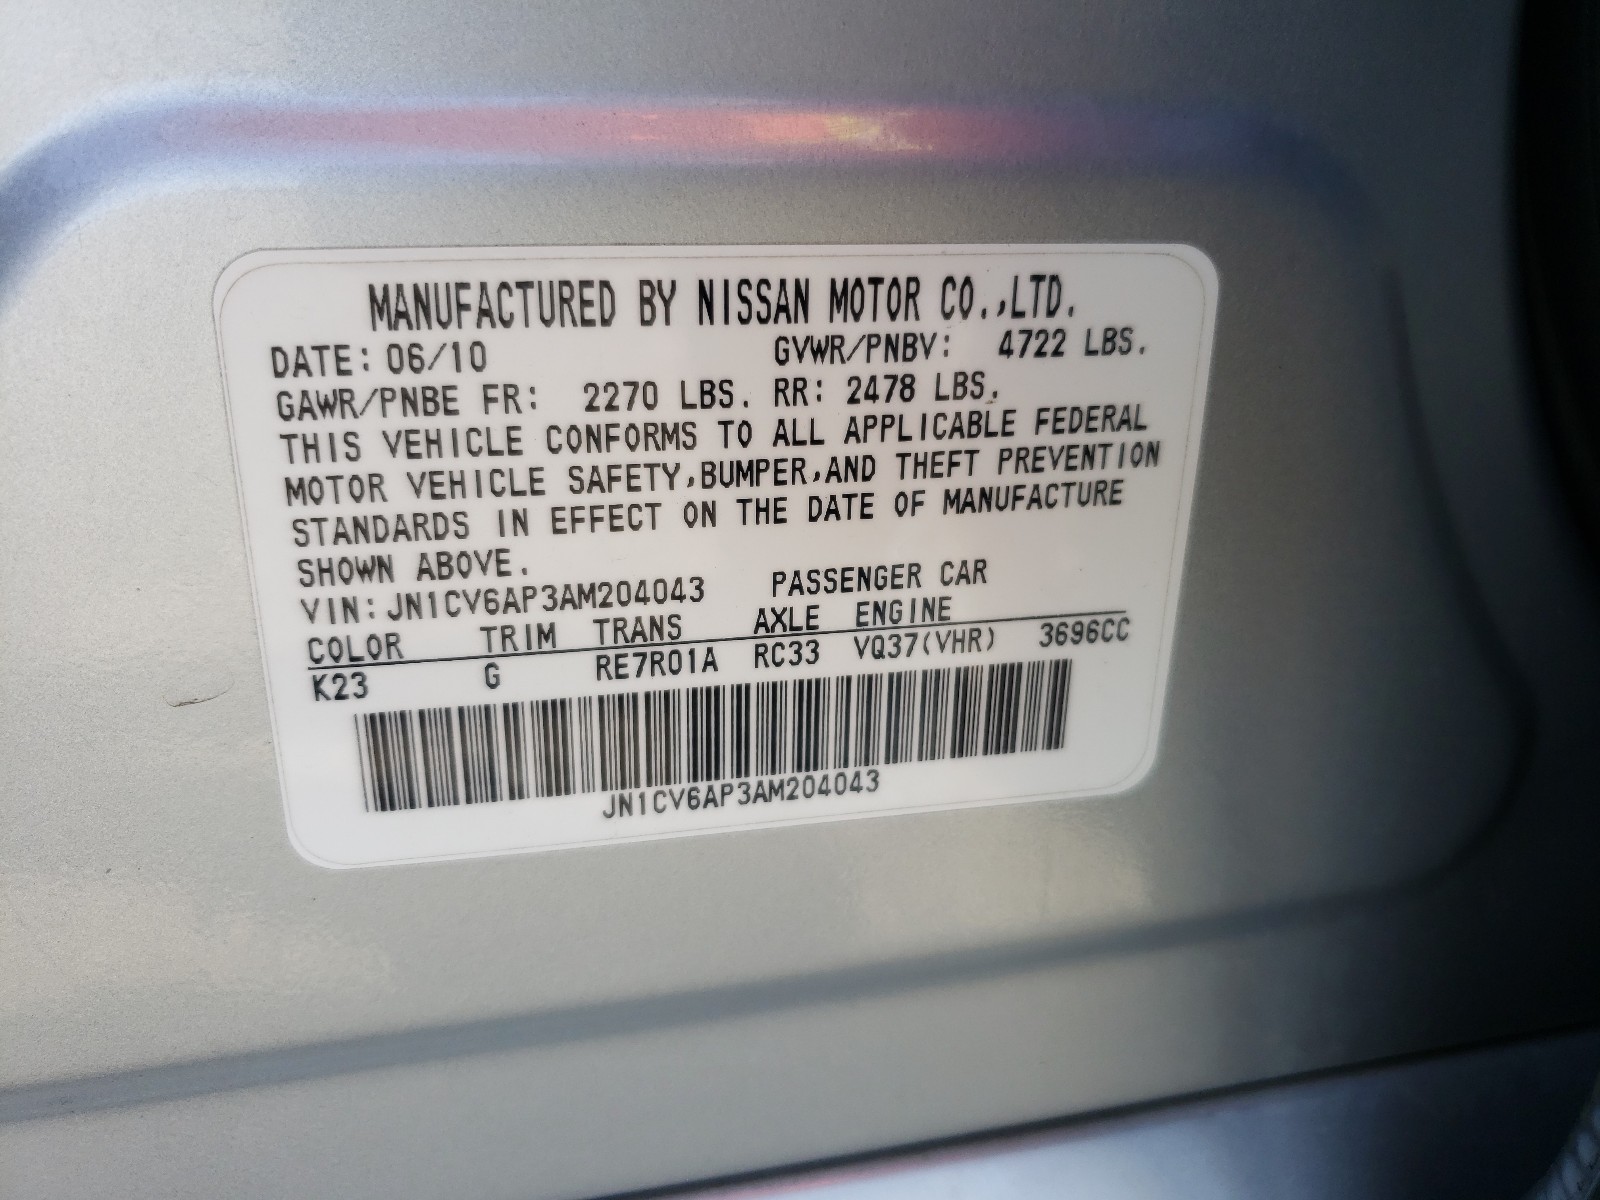 MANUFACTURED BY NISSAN MOTOR CO.,LTD.
DATE: 06/10 GVWR/PNBV: 4722 LBS.
GAWR/PNBE FR: 2270 LBS. RR: 2478 LBS.
THIS VEHICLE CONFORMS TO ALL APPLICABLE FEDERAL
MOTOR VEHICLE SAFETY,BUMPER,AND THEFT PREVENTION
STANDARDS IN EFFECT ON THE DATE OF MANUFACTURE
SHOWN ABOVE.
VIN: JN1CV6AP3AM204043 PASSENGER CAR
COLOR TRIM TRANS AXLE ENGINE
K23 G RE7R01A RC33 VQ37(VHR) 3696CC
JN1CV6AP3AM204043